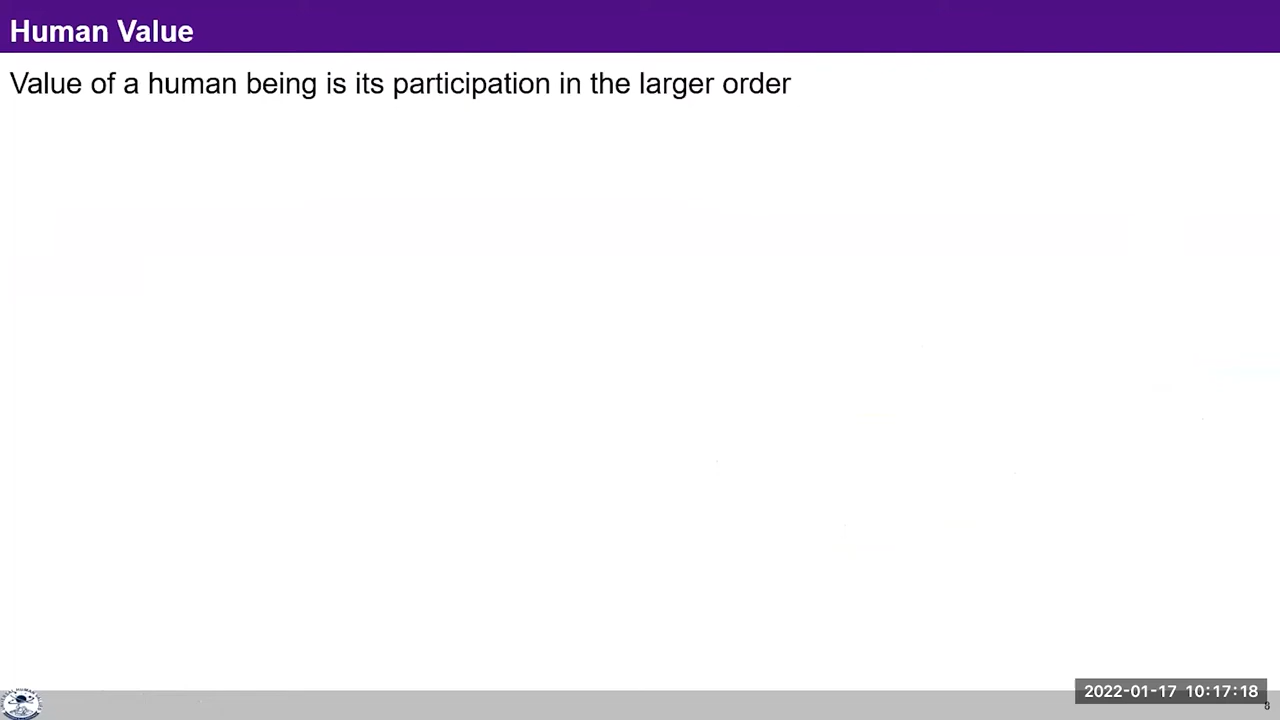 Human Value
Value of a human being is its participation in the larger order
2022-01-17 10:17:18
8